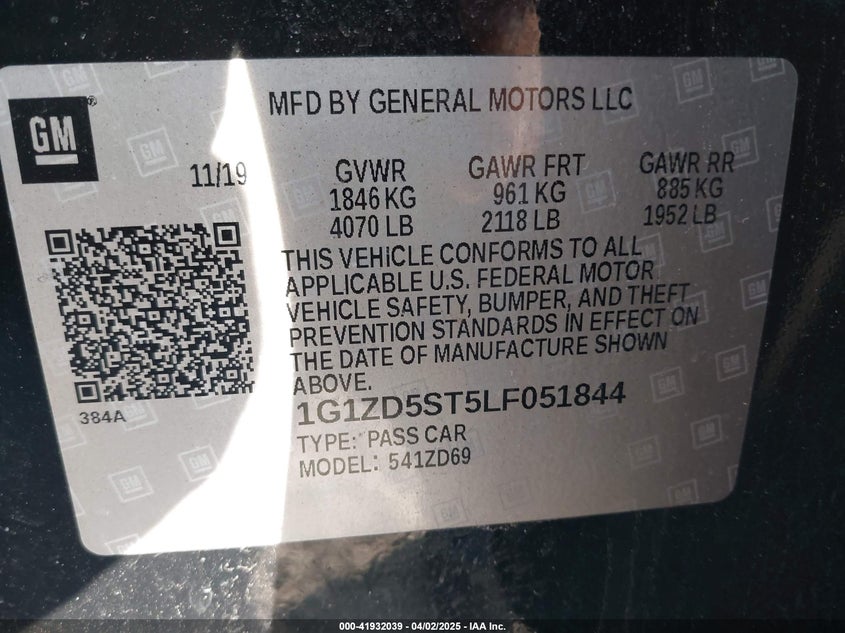 MFD BY GENERAL MOTORS LLC
GM
®
11/19
GVWR
1846 KG
4070 LB
GAWR FRT
961 KG
2118 LB
GAWR RR
885 KG
1952 LB
THIS VEHICLE CONFORMS TO ALL
APPLICABLE U.S. FEDERAL MOTOR
VEHICLE SAFETY, BUMPER, AND THEFT
PREVENTION STANDARDS IN EFFECT ON
THE DATE OF MANUFACTURE SHOWN
ABOVE.
384A
1G1ZD5ST5LF051844
TYPE: PASS CAR
MODEL: 541ZD69
000-41932039 - 04/02/2025 - IAA Inc.